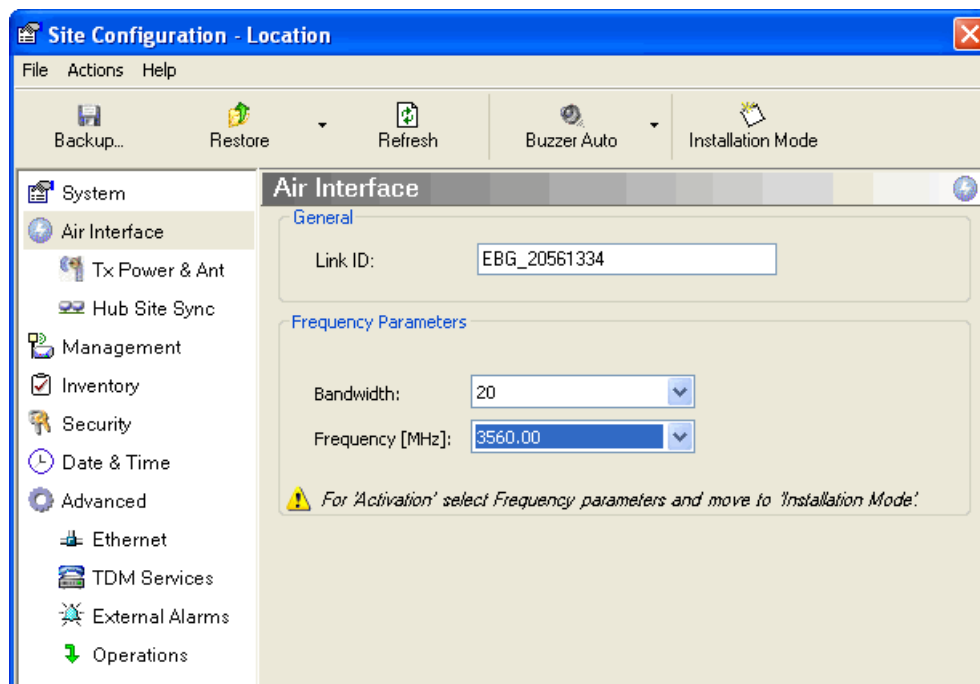 Site Configuration - Location
File Actions Help
Backup... Restore Refresh Buzzer Auto Installation Mode
System
Air Interface
Tx Power & Ant
Hub Site Sync
Management
Inventory
Security
Date & Time
Advanced
Ethernet
TDM Services
External Alarms
Operations
Air Interface
General
Link ID: EBG_20561334
Frequency Parameters
Bandwidth: 20
Frequency [MHz]: 3560.00
For 'Activation' select Frequency parameters and move to 'Installation Mode'.